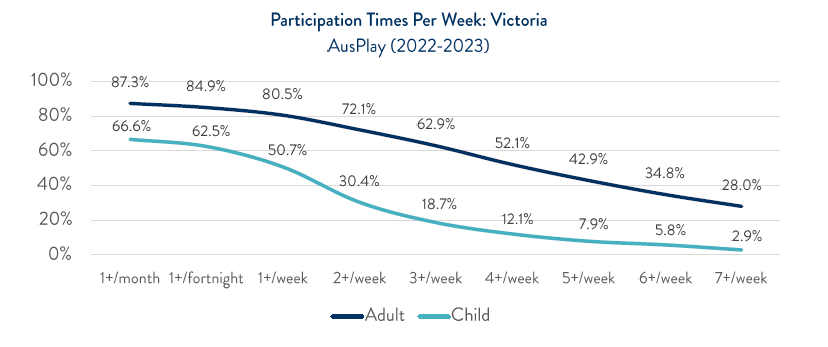 Participation Times Per Week: Victoria
AusPlay (2022-2023)
100%
80%
60%
40%
20%
0%
87.3% 84.9% 80.5% 72.1% 62.9% 52.1% 42.9% 34.8% 28.0%
66.6% 62.5% 50.7% 30.4% 18.7% 12.1% 7.9% 5.8% 2.9%
1+/month 1+/fortnight 1+/week 2+/week 3+/week 4+/week 5+/week 6+/week 7+/week
Adult Child